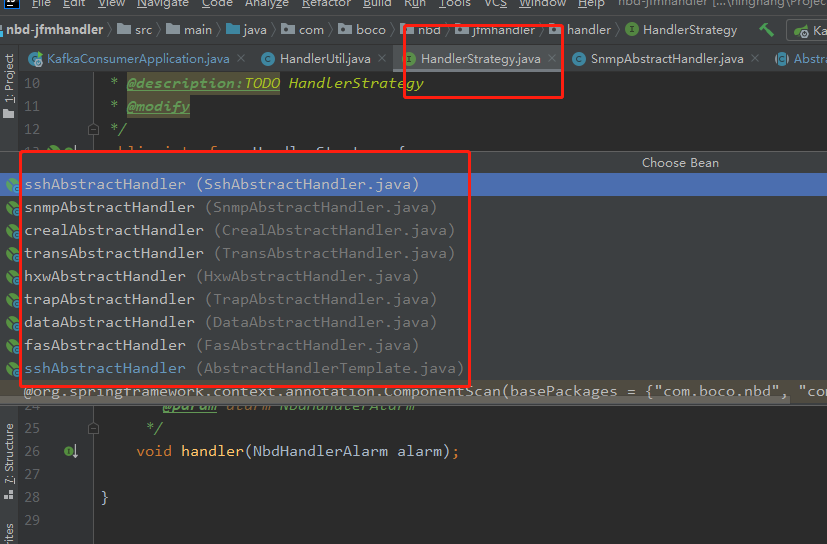 File Edit View Navigate Code Analyze Refactor Build Run Tools VCS Window Help nbd-jfmhandler
nbd-jfmhandler src main java com boco nbd jfmhandler handler HandlerStrategy
KafkaConsumerApplication.java HandlerUtil.java HandlerStrategy.java SnmpAbstractHandler.java
1: Project
10 * @description:TODO HandlerStrategy
11 * @modify
12 */
Choose Bean
sshAbstractHandler (SshAbstractHandler.java)
snmpAbstractHandler (SnmpAbstractHandler.java)
crealAbstractHandler (CrealAbstractHandler.java)
transAbstractHandler (TransAbstractHandler.java)
hxwAbstractHandler (HxwAbstractHandler.java)
trapAbstractHandler (TrapAbstractHandler.java)
dataAbstractHandler (DataAbstractHandler.java)
fasAbstractHandler (FasAbstractHandler.java)
sshAbstractHandler (AbstractHandlerTemplate.java)
@org.springframework.context.annotation.ComponentScan(basePackages = {"com.boco.nbd", "com
24 * @param alarm NbdHandlerAlarm
25 */
26 void handler(NbdHandlerAlarm alarm);
27
28 }
29
7: Structure